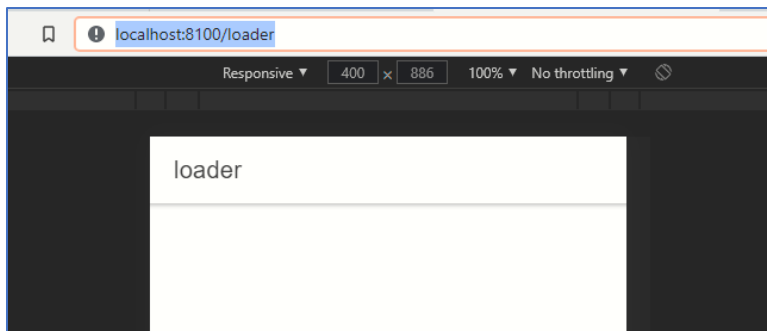 localhost:8100/loader
Responsive ▼ 400 × 886 100% ▼ No throttling ▼
loader